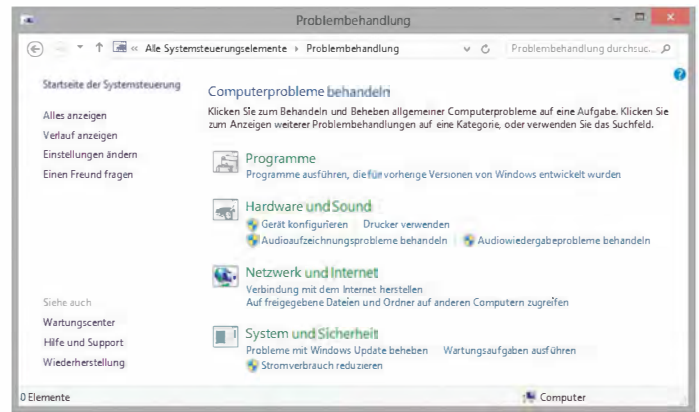 Problembehandlung
« Alle Systemsteuerungselemente › Problembehandlung
Problembehandlung durchsuc...
Startseite der Systemsteuerung
Alles anzeigen
Verlauf anzeigen
Einstellungen ändern
Einen Freund fragen
Computerprobleme behandeln
Klicken Sie zum Behandeln und Beheben allgemeiner Computerprobleme auf eine Aufgabe. Klicken Sie
zum Anzeigen weiterer Problembehandlungen auf eine Kategorie, oder verwenden Sie das Suchfeld.
Programme
Programme ausführen, die für vorherige Versionen von Windows entwickelt wurden
Hardware und Sound
Gerät konfigurieren Drucker verwenden
Audioaufzeichnungsprobleme behandeln Audiowiedergabeprobleme behandeln
Netzwerk und Internet
Verbindung mit dem Internet herstellen
Auf freigegebene Dateien und Ordner auf anderen Computern zugreifen
System und Sicherheit
Probleme mit Windows Update beheben Wartungsaufgaben ausführen
Stromverbrauch reduzieren
Siehe auch
Wartungscenter
Hilfe und Support
Wiederherstellung
0 Elemente
Computer